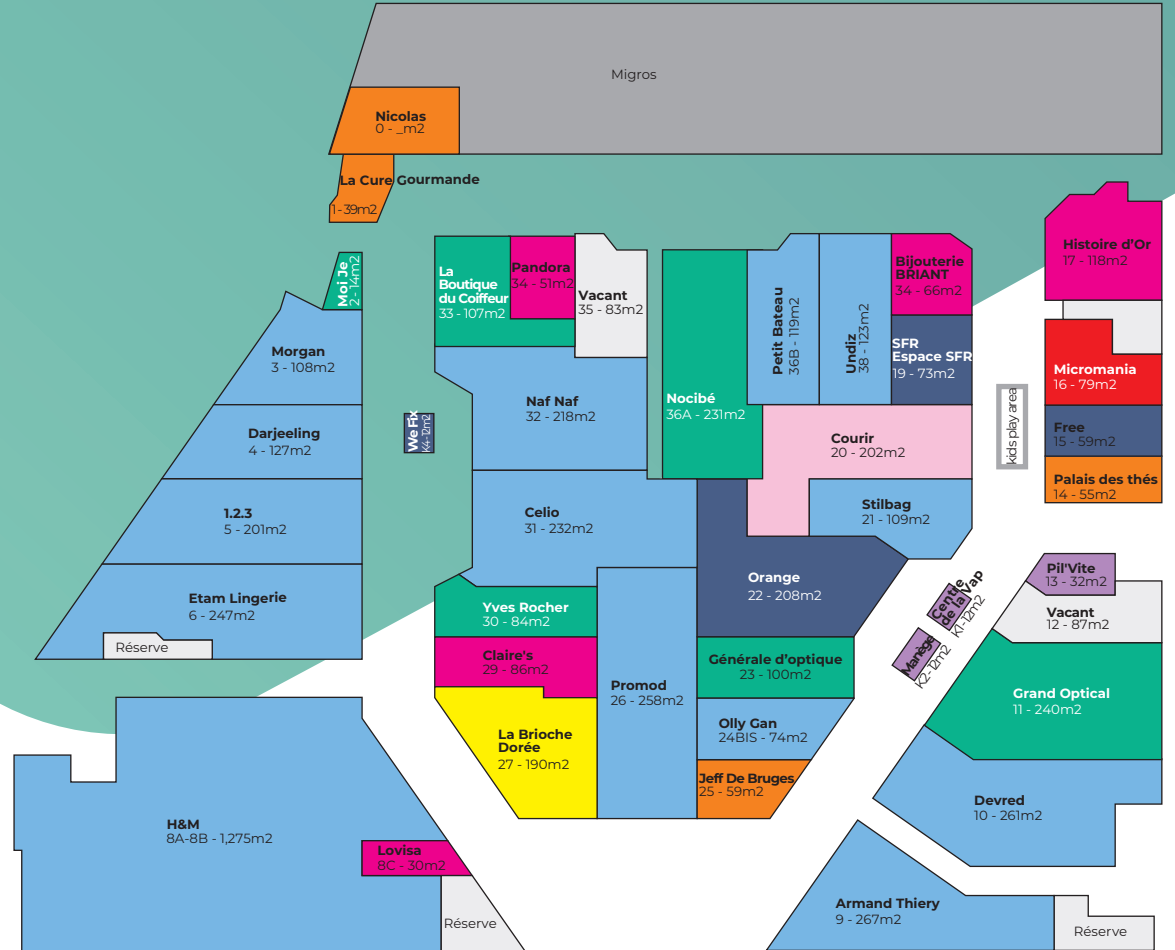 Migros
Nicolas
0 - _m2
La Cure Gourmande
1 - 39m2
Moi Je
2 - 14m2
Morgan
3 - 108m2
Darjeeling
4 - 127m2
1.2.3
5 - 201m2
Etam Lingerie
6 - 247m2
Réserve
We Fix
K4 - 12m2
La
Boutique
du Coiffeur
33 - 107m2
Pandora
34 - 51m2
Vacant
35 - 83m2
Naf Naf
32 - 218m2
Celio
31 - 232m2
Yves Rocher
30 - 84m2
Claire's
29 - 86m2
La Brioche
Dorée
27 - 190m2
Promod
26 - 258m2
Nocibé
36A - 231m2
Petit Bateau
36B - 119m2
Undiz
38 - 123m2
Bijouterie
BRIANT
34 - 66m2
SFR
Espace SFR
19 - 73m2
Courir
20 - 202m2
Stilbag
21 - 109m2
Orange
22 - 208m2
Générale d’optique
23 - 100m2
Olly Gan
24BIS - 74m2
Jeff De Bruges
25 - 59m2
Histoire d’Or
17 - 118m2
Micromania
16 - 79m2
Free
15 - 59m2
Palais des thés
14 - 55m2
kids play area
Pil'Vite
13 - 32m2
Vacant
12 - 87m2
Centre
de la Vap
K1 - 12m2
Manège
K2 - 12m2
Grand Optical
11 - 240m2
Devred
10 - 261m2
Armand Thiery
9 - 267m2
Réserve
H&M
8A-8B - 1,275m2
Lovisa
8C - 30m2
Réserve